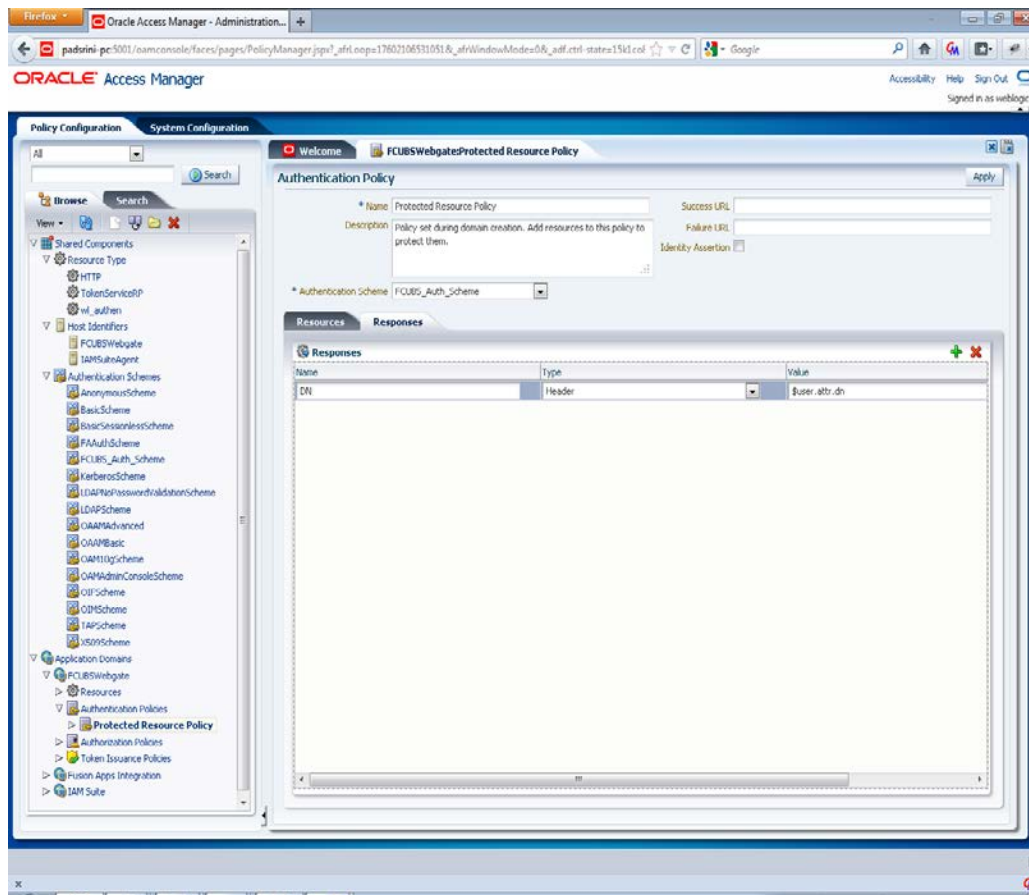 Firefox
Oracle Access Manager - Administration...
padsrini-pc:5001/oamconsole/faces/pages/PolicyManager.jspx?_afrLoop=17602106531051&_afrWindowMode=0&_adf.ctrl-state=15k1col
Google
ORACLE Access Manager
Accessibility Help Sign Out
Signed in as weblogic
Policy Configuration System Configuration
All
Search
Browse Search
View
Shared Components
Resource Type
HTTP
TokenServiceRP
wl_authen
Host Identifiers
FCUBSWebgate
IAMSuiteAgent
Authentication Schemes
AnonymousScheme
BasicScheme
BasicSessionlessScheme
FAAuthScheme
FCUBS_Auth_Scheme
KerberosScheme
LDAPNoPasswordValidationScheme
LDAPScheme
OAAMAdvanced
OAAMBasic
OAM10gScheme
OAMAdminConsoleScheme
OIFScheme
OIMScheme
TAPScheme
X509Scheme
Application Domains
FCUBSWebgate
Resources
Authentication Policies
Protected Resource Policy
Authorization Policies
Token Issuance Policies
Fusion Apps Integration
IAM Suite
Welcome FCUBSWebgate:Protected Resource Policy
Authentication Policy Apply
* Name Protected Resource Policy
Description Policy set during domain creation. Add resources to this policy to
protect them.
* Authentication Scheme FCUBS_Auth_Scheme
Success URL
Failure URL
Identity Assertion
Resources Responses
Responses
Name Type Value
DN Header $user.attr.dn